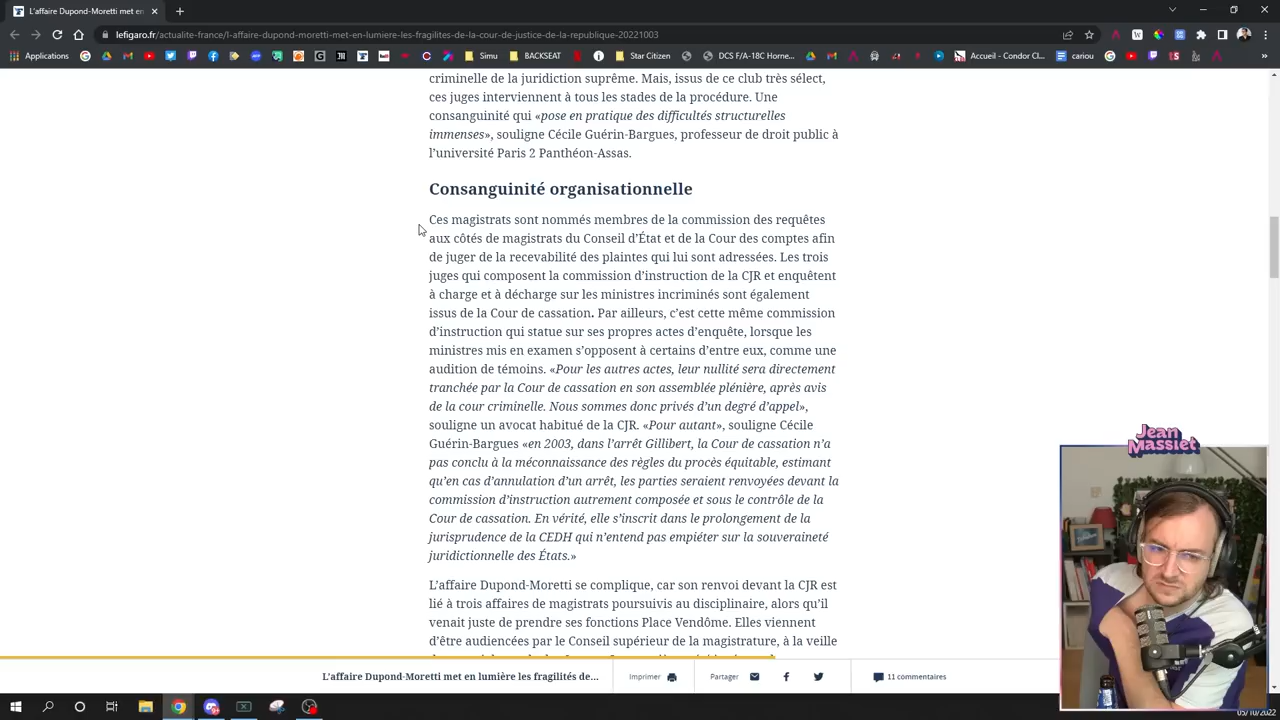 L'affaire Dupond-Moretti met en
lefigaro.fr/actualite-france/l-affaire-dupond-moretti-met-en-lumiere-les-fragilites-de-la-cour-de-justice-de-la-republique-20221003
Applications Simu BACKSEAT Star Citizen DCS F/A-18C Horne... Accueil - Condor Cl... cariou
criminelle de la juridiction suprême. Mais, issus de ce club très sélect,
ces juges interviennent à tous les stades de la procédure. Une
consanguinité qui «pose en pratique des difficultés structurelles
immenses», souligne Cécile Guérin-Bargues, professeur de droit public à
l'université Paris 2 Panthéon-Assas.
Consanguinité organisationnelle
Ces magistrats sont nommés membres de la commission des requêtes
aux côtés de magistrats du Conseil d'État et de la Cour des comptes afin
de juger de la recevabilité des plaintes qui lui sont adressées. Les trois
juges qui composent la commission d'instruction de la CJR et enquêtent
à charge et à décharge sur les ministres incriminés sont également
issus de la Cour de cassation. Par ailleurs, c'est cette même commission
d'instruction qui statue sur ses propres actes d'enquête, lorsque les
ministres mis en examen s'opposent à certains d'entre eux, comme une
audition de témoins. «Pour les autres actes, leur nullité sera directement
tranchée par la Cour de cassation en son assemblée plénière, après avis
de la cour criminelle. Nous sommes donc privés d'un degré d'appel»,
souligne un avocat habitué de la CJR. «Pour autant», souligne Cécile
Guérin-Bargues «en 2003, dans l'arrêt Gillibert, la Cour de cassation n'a
pas conclu à la méconnaissance des règles du procès équitable, estimant
qu'en cas d'annulation d'un arrêt, les parties seraient renvoyées devant la
commission d'instruction autrement composée et sous le contrôle de la
Cour de cassation. En vérité, elle s'inscrit dans le prolongement de la
jurisprudence de la CEDH qui n'entend pas empiéter sur la souveraineté
juridictionnelle des États.»
L'affaire Dupond-Moretti se complique, car son renvoi devant la CJR est
lié à trois affaires de magistrats poursuivis au disciplinaire, alors qu'il
venait juste de prendre ses fonctions Place Vendôme. Elles viennent
d'être audiencées par le Conseil supérieur de la magistrature, à la veille
L'affaire Dupond-Moretti met en lumière les fragilités de... Imprimer Partager 11 commentaires
Jean
Massiet
05/10/2022